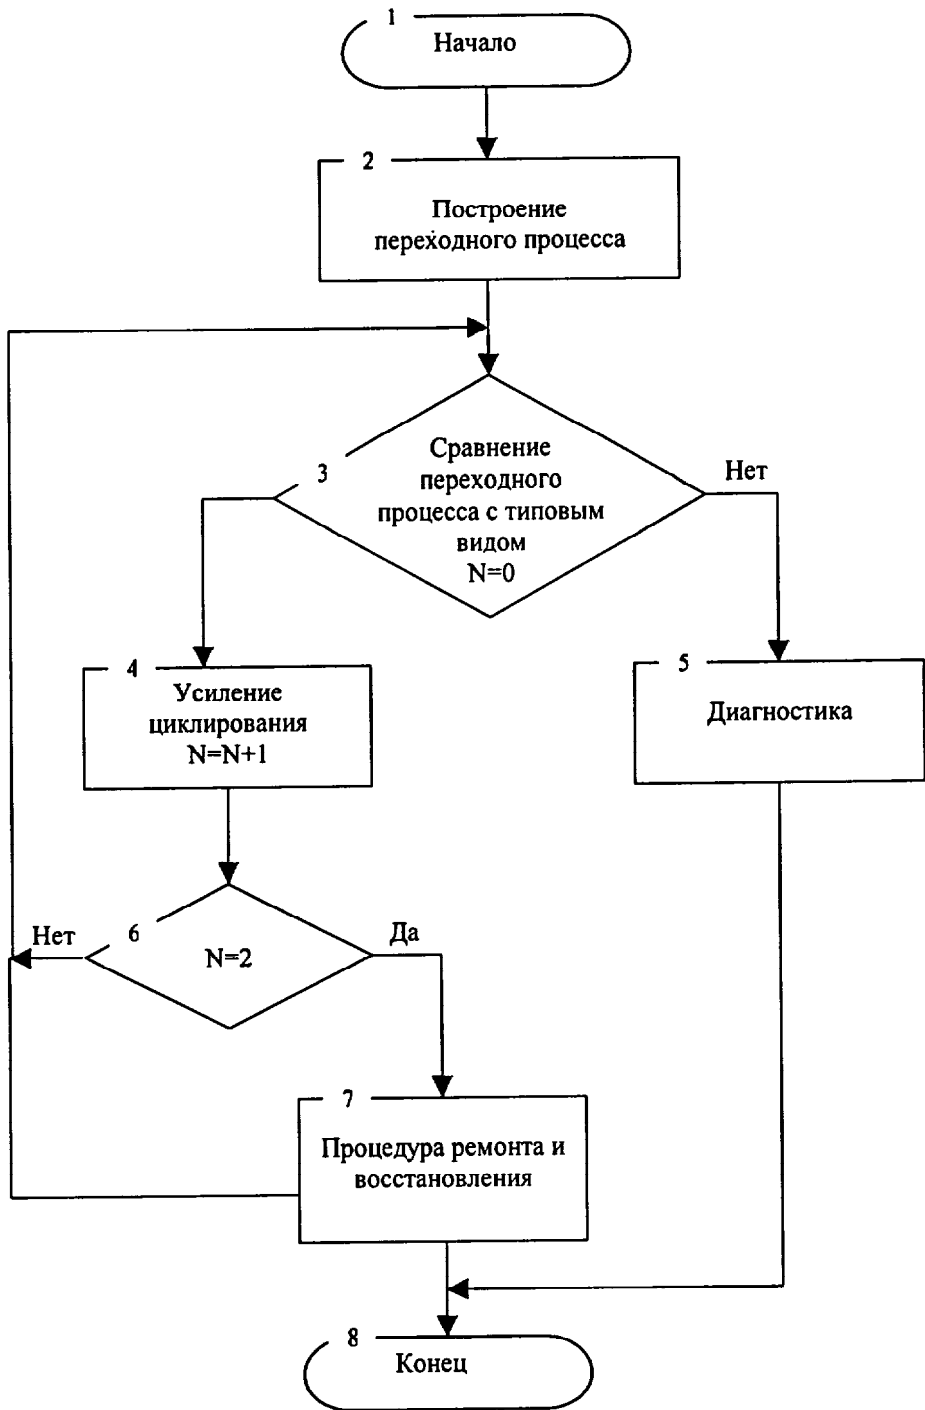 1
Начало
2
Построение
переходного процесса
3
Сравнение
переходного
процесса с типовым
видом
N=0
Нет
4
Усиление
циклирования
N=N+1
5
Диагностика
Нет
6
N=2
Да
7
Процедура ремонта и
восстановления
8
Конец